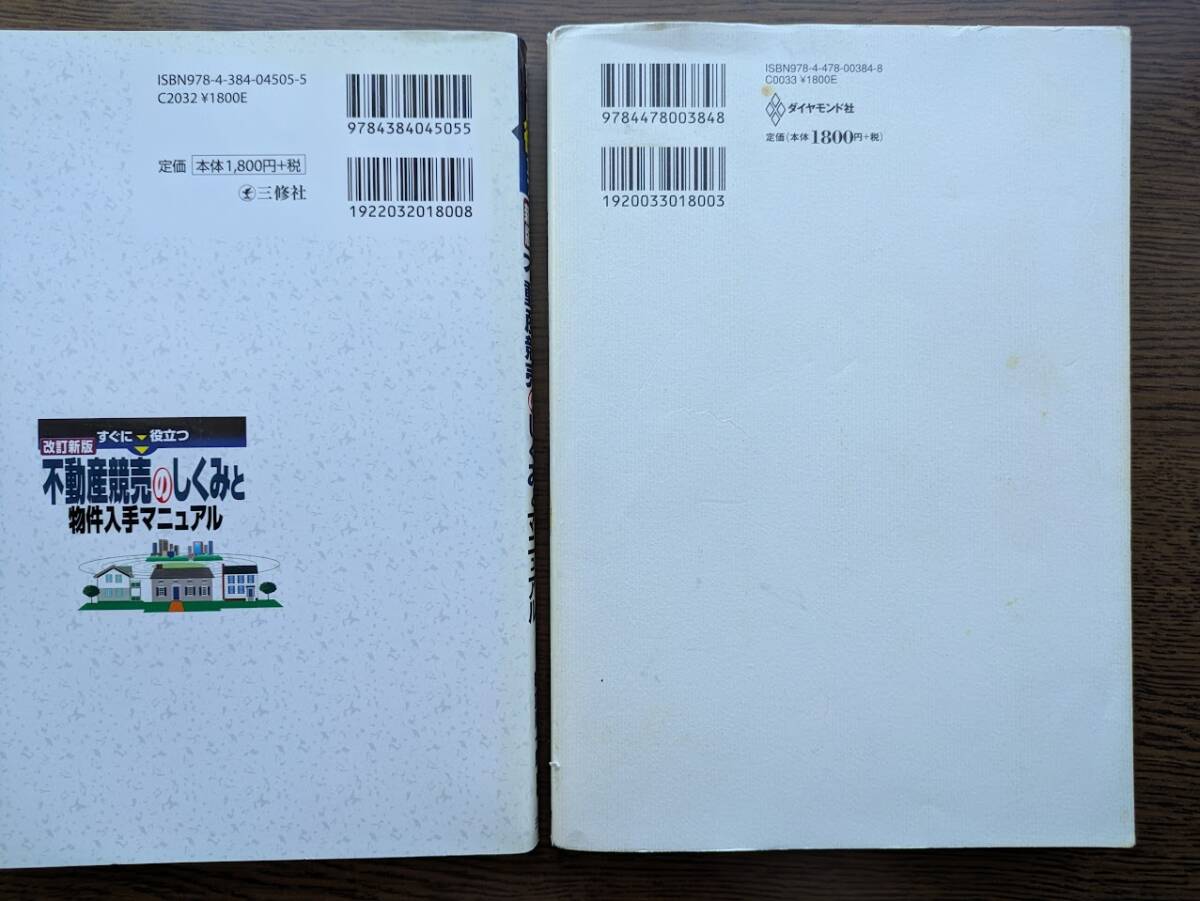 ISBN978-4-384-04505-5
C2032 ¥1800E
9784384045055
定価 本体1,800円+税
三修社
1922032018008
すぐに役立つ
改訂新版
不動産競売のしくみと
物件入手マニュアル
9784478003848
1920033018003
ISBN978-4-478-00384-8
C0033 ¥1800E
ダイヤモンド社
定価(本体1800円+税)